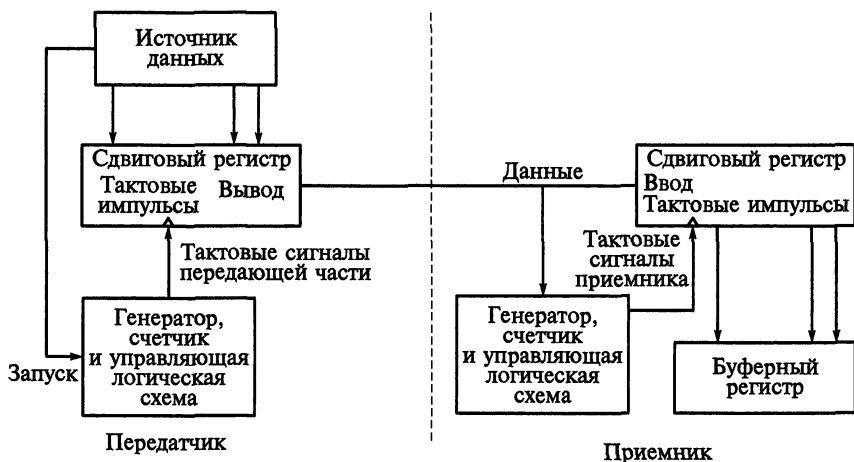 Источник
данных
Сдвиговый регистр
Тактовые
импульсы
Вывод
Тактовые сигналы
передающей части
Генератор,
счетчик
и управляющая
логическая
схема
Запуск
Передатчик
Данные
Сдвиговый регистр
Ввод
Тактовые импульсы
Тактовые
сигналы
приемника
Генератор,
счетчик
и управляющая
логическая
схема
Буферный
регистр
Приемник